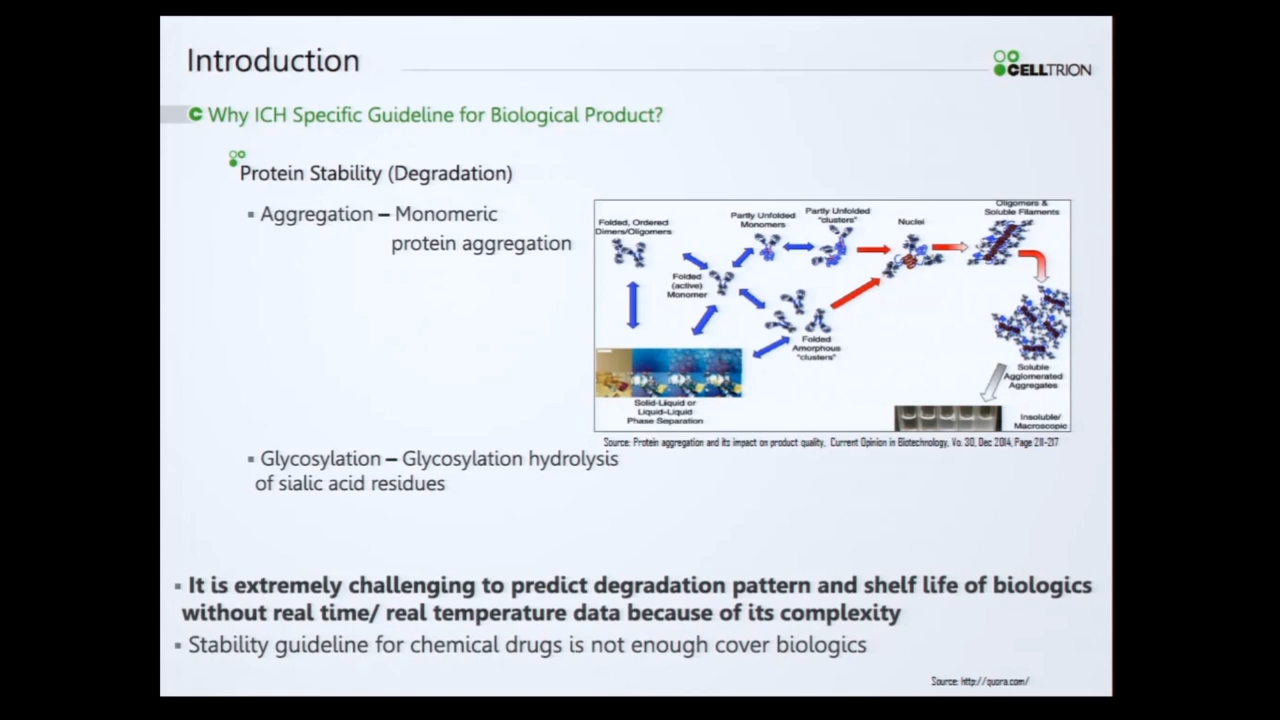 Introduction
CELLTRION
Why ICH Specific Guideline for Biological Product?
Protein Stability (Degradation)
▪ Aggregation – Monomeric
protein aggregation
Folded, Ordered
Dimers/Oligomers
Partly Unfolded
Monomers
Partly Unfolded
"clusters"
Nuclei
Oligomers &
Soluble Filaments
Folded
(active)
Monomer
Folded
Amorphous
"clusters"
Soluble
Agglomerated
Aggregates
Solid-Liquid or
Liquid-Liquid
Phase Separation
Insoluble/
Macroscopic
Source: Protein aggregation and its impact on product quality, Current Opinion in Biotechnology, Vo. 30, Dec 2014, Page 211-217
▪ Glycosylation – Glycosylation hydrolysis
of sialic acid residues
▪ It is extremely challenging to predict degradation pattern and shelf life of biologics
without real time/ real temperature data because of its complexity
▪ Stability guideline for chemical drugs is not enough cover biologics
Source: http://quora.com/